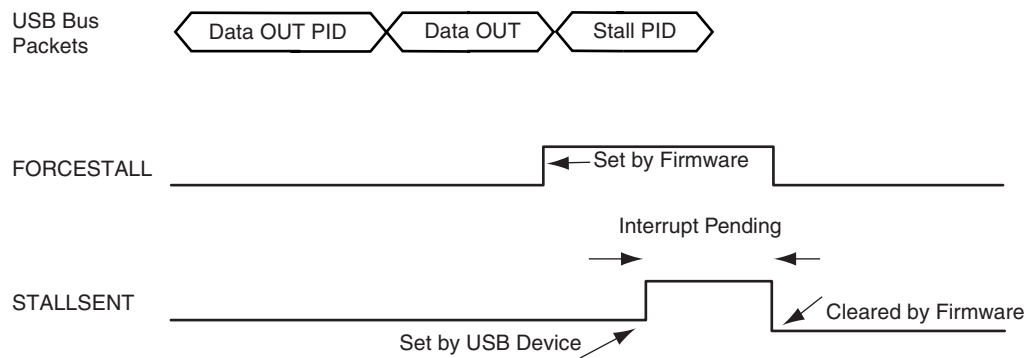 USB Bus
Packets
Data OUT PID
Data OUT
Stall PID
FORCESTALL
Set by Firmware
Interrupt Pending
STALLSENT
Cleared by Firmware
Set by USB Device